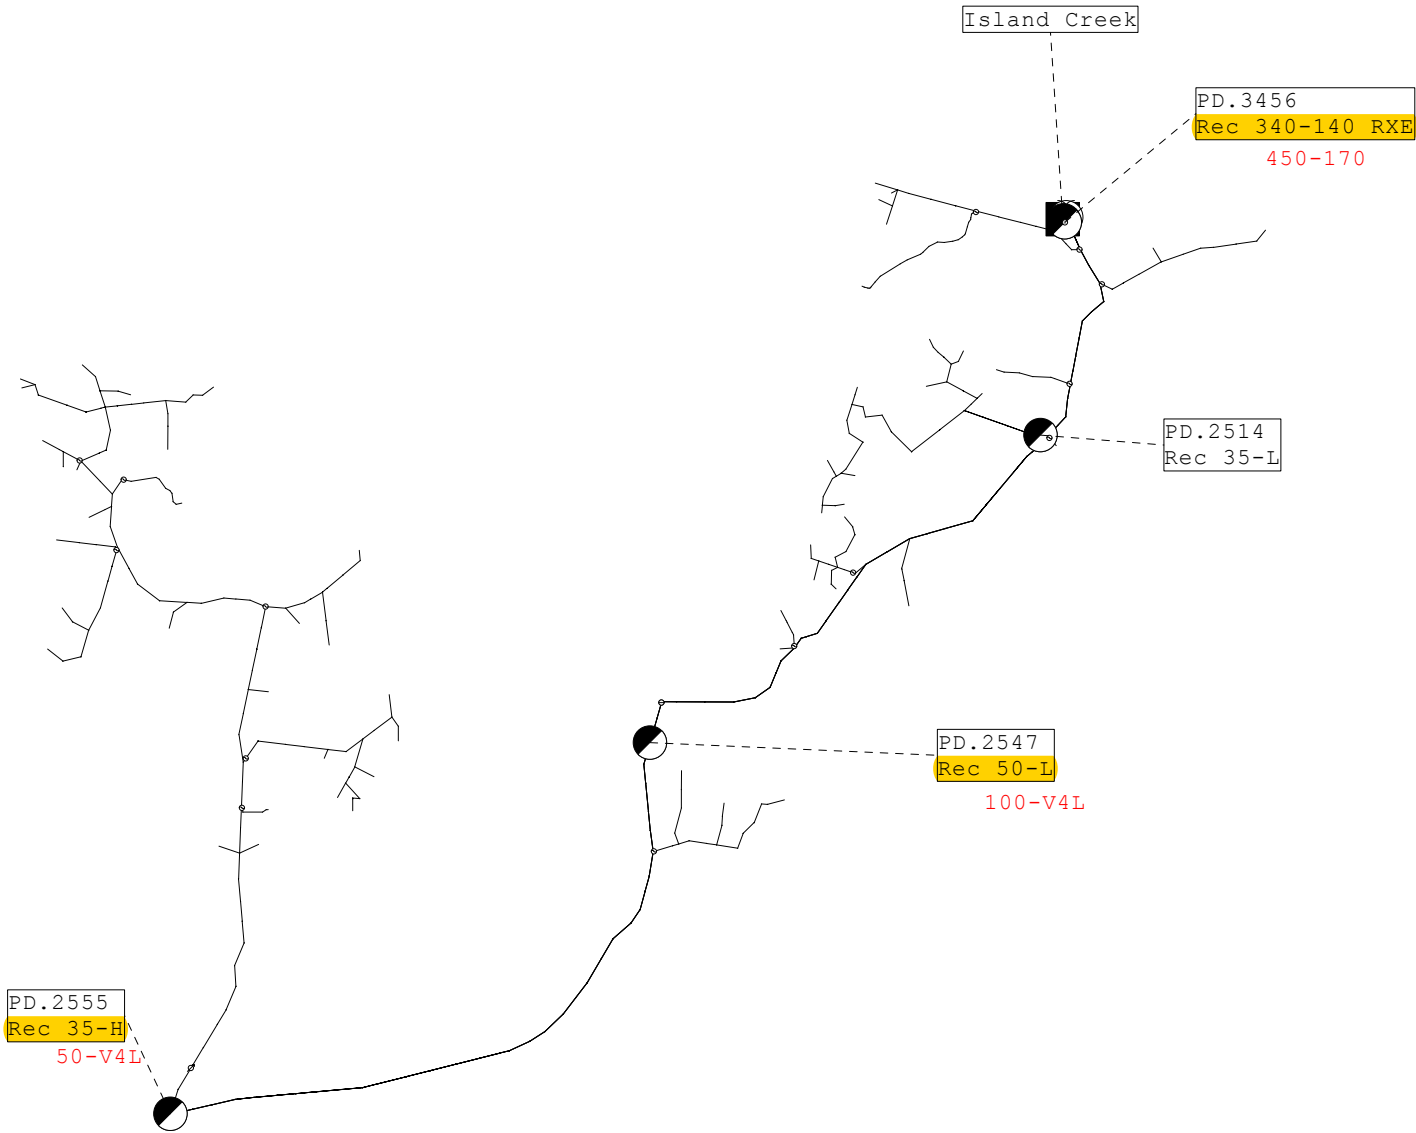 Island Creek
PD.3456
Rec 340-140 RXE
450-170
PD.2514
Rec 35-L
PD.2547
Rec 50-L
100-V4L
PD.2555
Rec 35-H
50-V4L